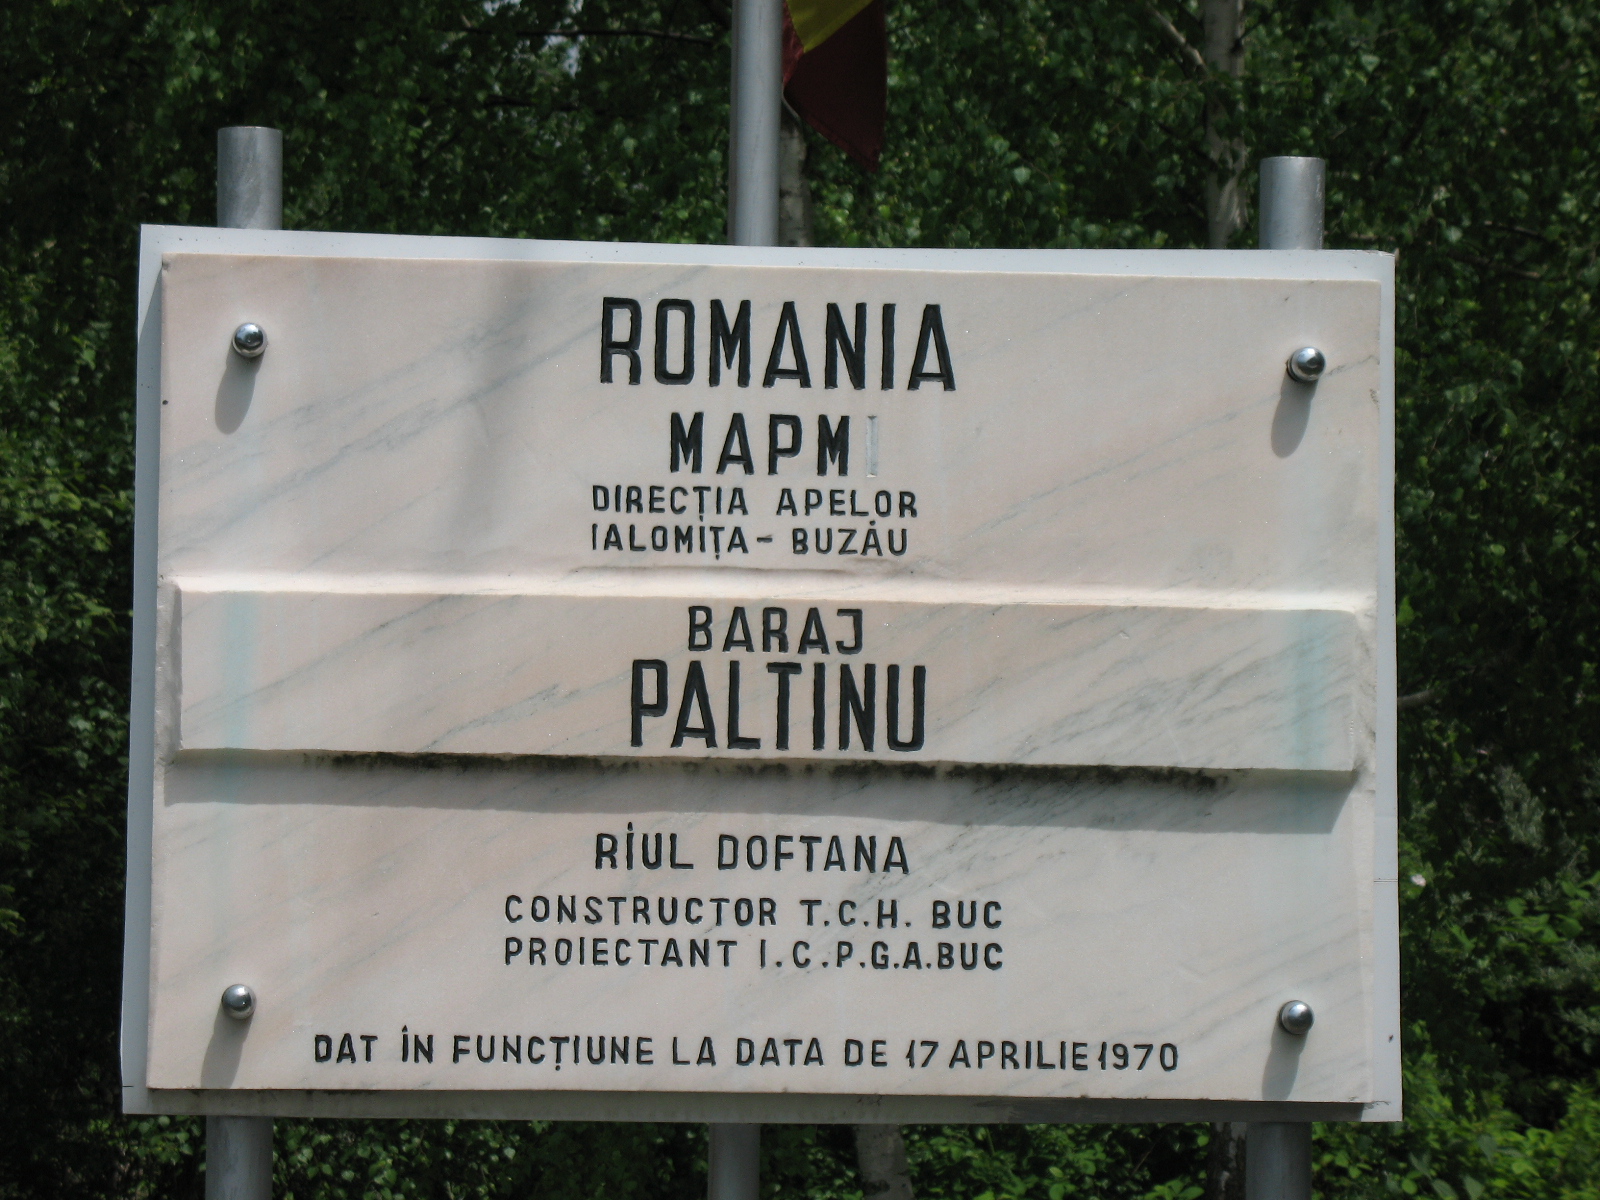 ROMANIA
MAPM
DIRECȚIA APELOR
IALOMIȚA - BUZĂU
BARAJ
PALTINU
RÎUL DOFTANA
CONSTRUCTOR T.C.H. BUC
PROIECTANT I.C.P.G.A.BUC
DAT ÎN FUNCȚIUNE LA DATA DE 17 APRILIE 1970